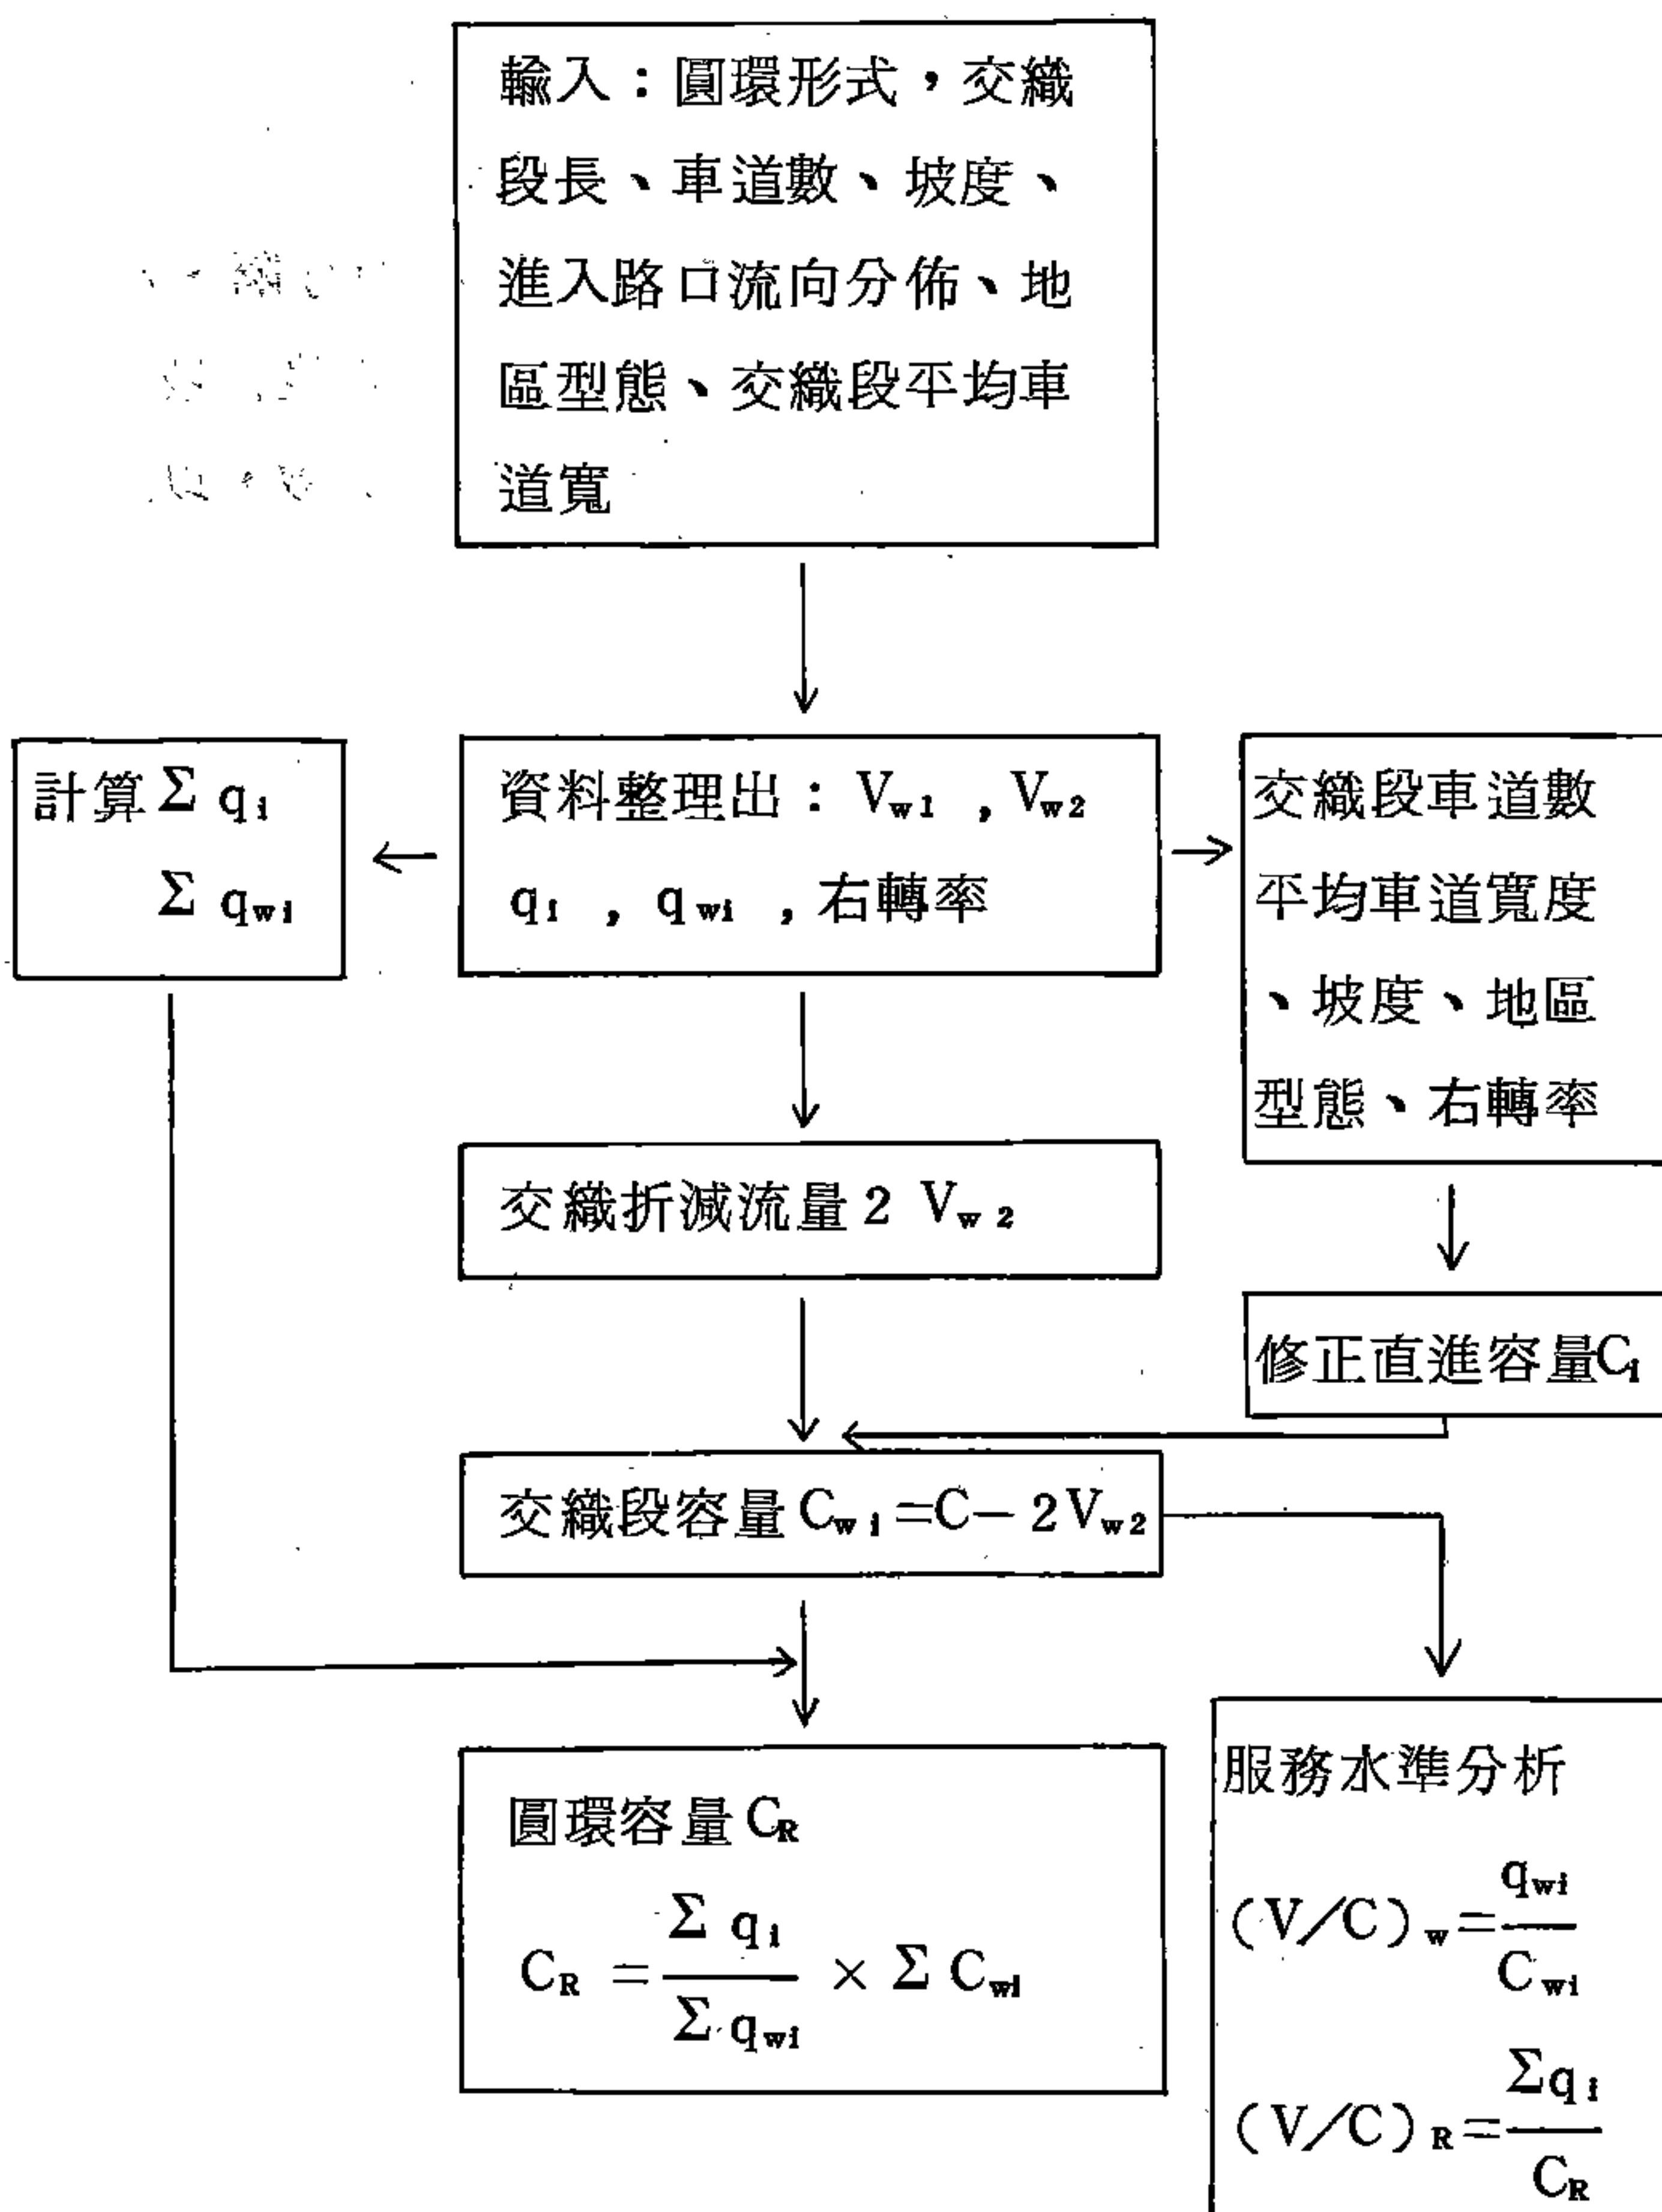 輸入：圓環形式，交織
段長、車道數、坡度、
進入路口流向分佈、地
區型態、交織段平均車
道寬
計算 Σ qi
Σ qwi
資料整理出：Vw1 , Vw2
qi , qwi , 右轉率
交織段車道數
平均車道寬度
、坡度、地區
型態、右轉率
交織折減流量 2 Vw2
修正直進容量Ci
交織段容量 Cwi = C − 2Vw2
圓環容量 CR
CR = Σ qi / Σ qwi × Σ Cwi
服務水準分析
(V/C)w = qwi / Cwi
(V/C)R = Σqi / CR